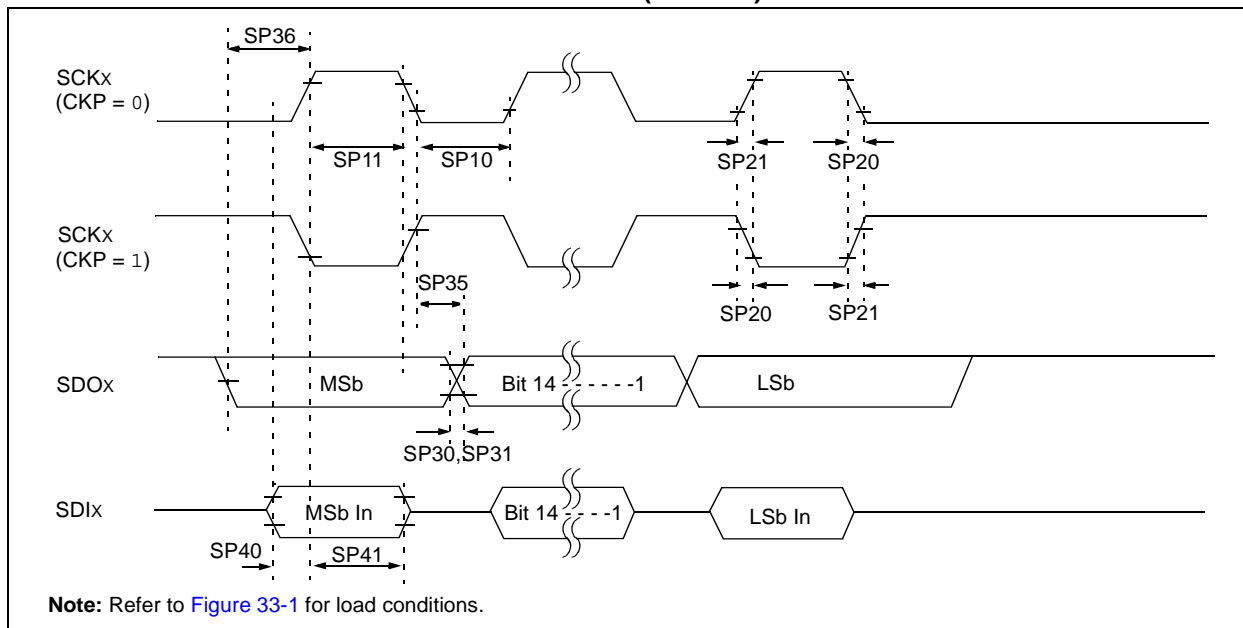 SP36
SCKx
(CKP = 0)
SP11
SP10
SP21
SP20
SCKx
(CKP = 1)
SP35
SP20
SP21
SDOx
MSb
Bit 14 - - - - - -1
LSb
SP30,SP31
SDIx
MSb In
Bit 14 - - - -1
LSb In
SP40
SP41
Note: Refer to Figure 33-1 for load conditions.